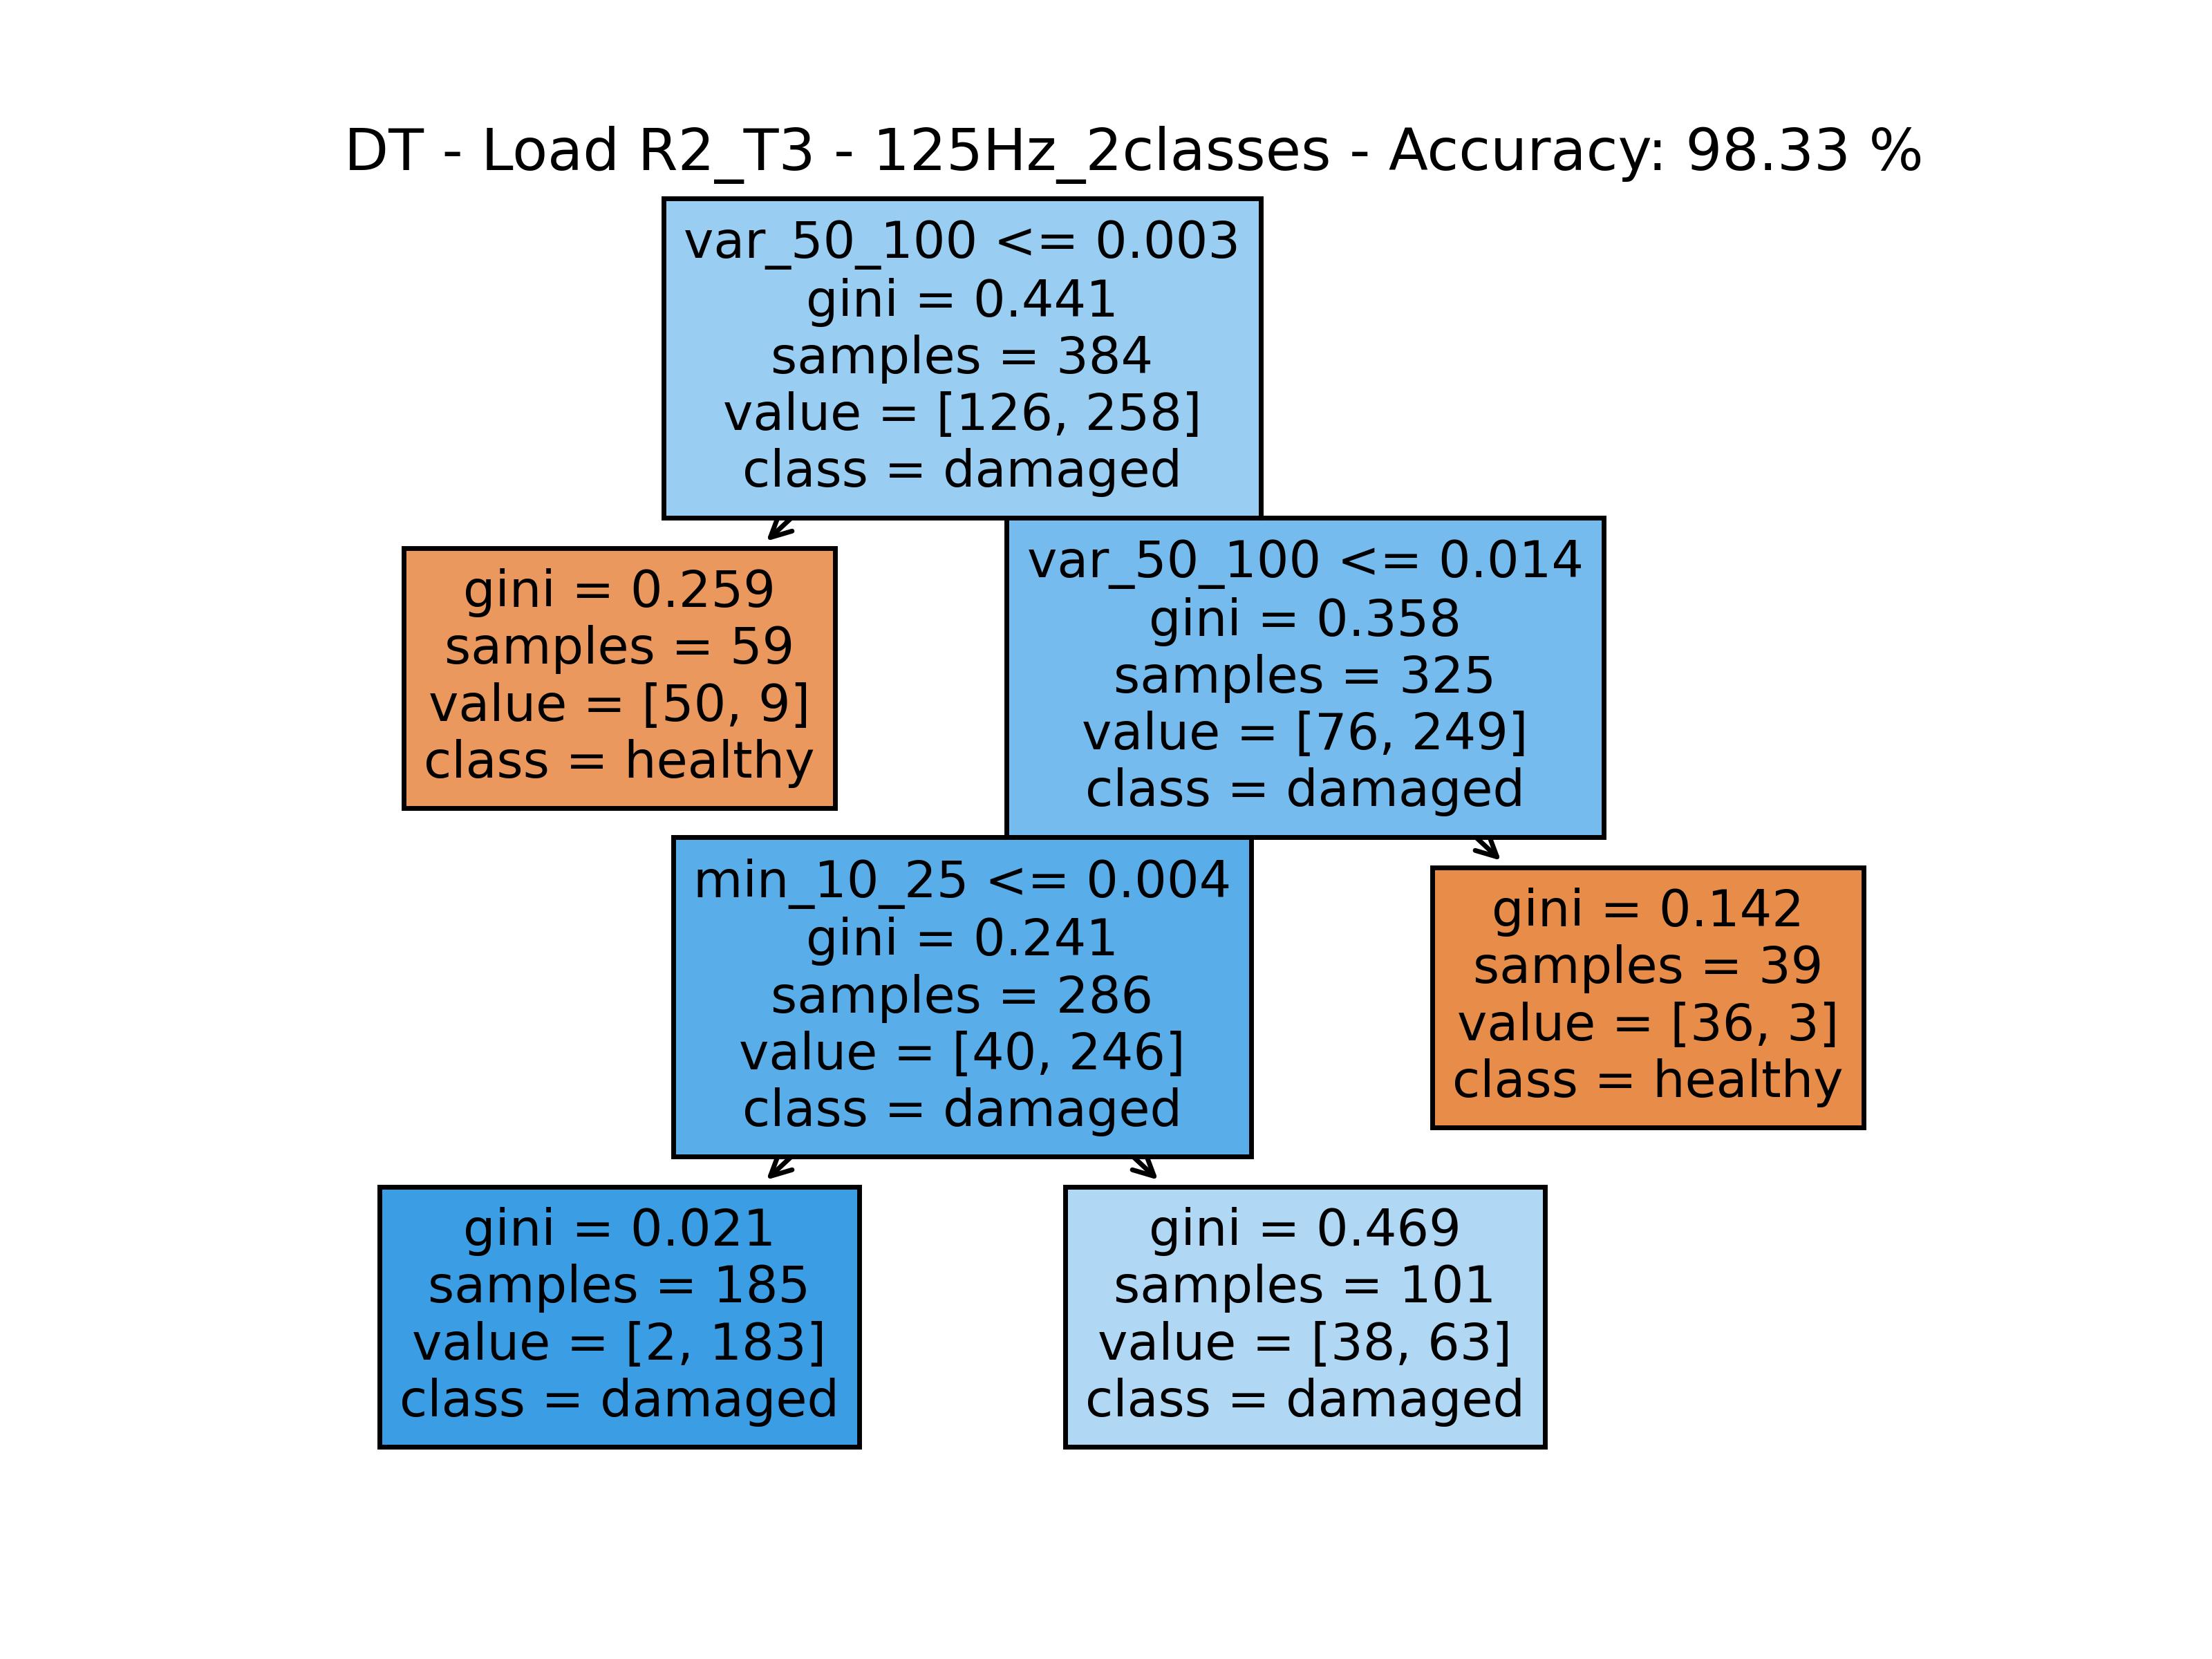 DT - Load R2_T3 - 125Hz_2classes - Accuracy: 98.33 %
var_50_100 <= 0.003
gini = 0.441
samples = 384
value = [126, 258]
class = damaged
gini = 0.259
samples = 59
value = [50, 9]
class = healthy
var_50_100 <= 0.014
gini = 0.358
samples = 325
value = [76, 249]
class = damaged
min_10_25 <= 0.004
gini = 0.241
samples = 286
value = [40, 246]
class = damaged
gini = 0.142
samples = 39
value = [36, 3]
class = healthy
gini = 0.021
samples = 185
value = [2, 183]
class = damaged
gini = 0.469
samples = 101
value = [38, 63]
class = damaged